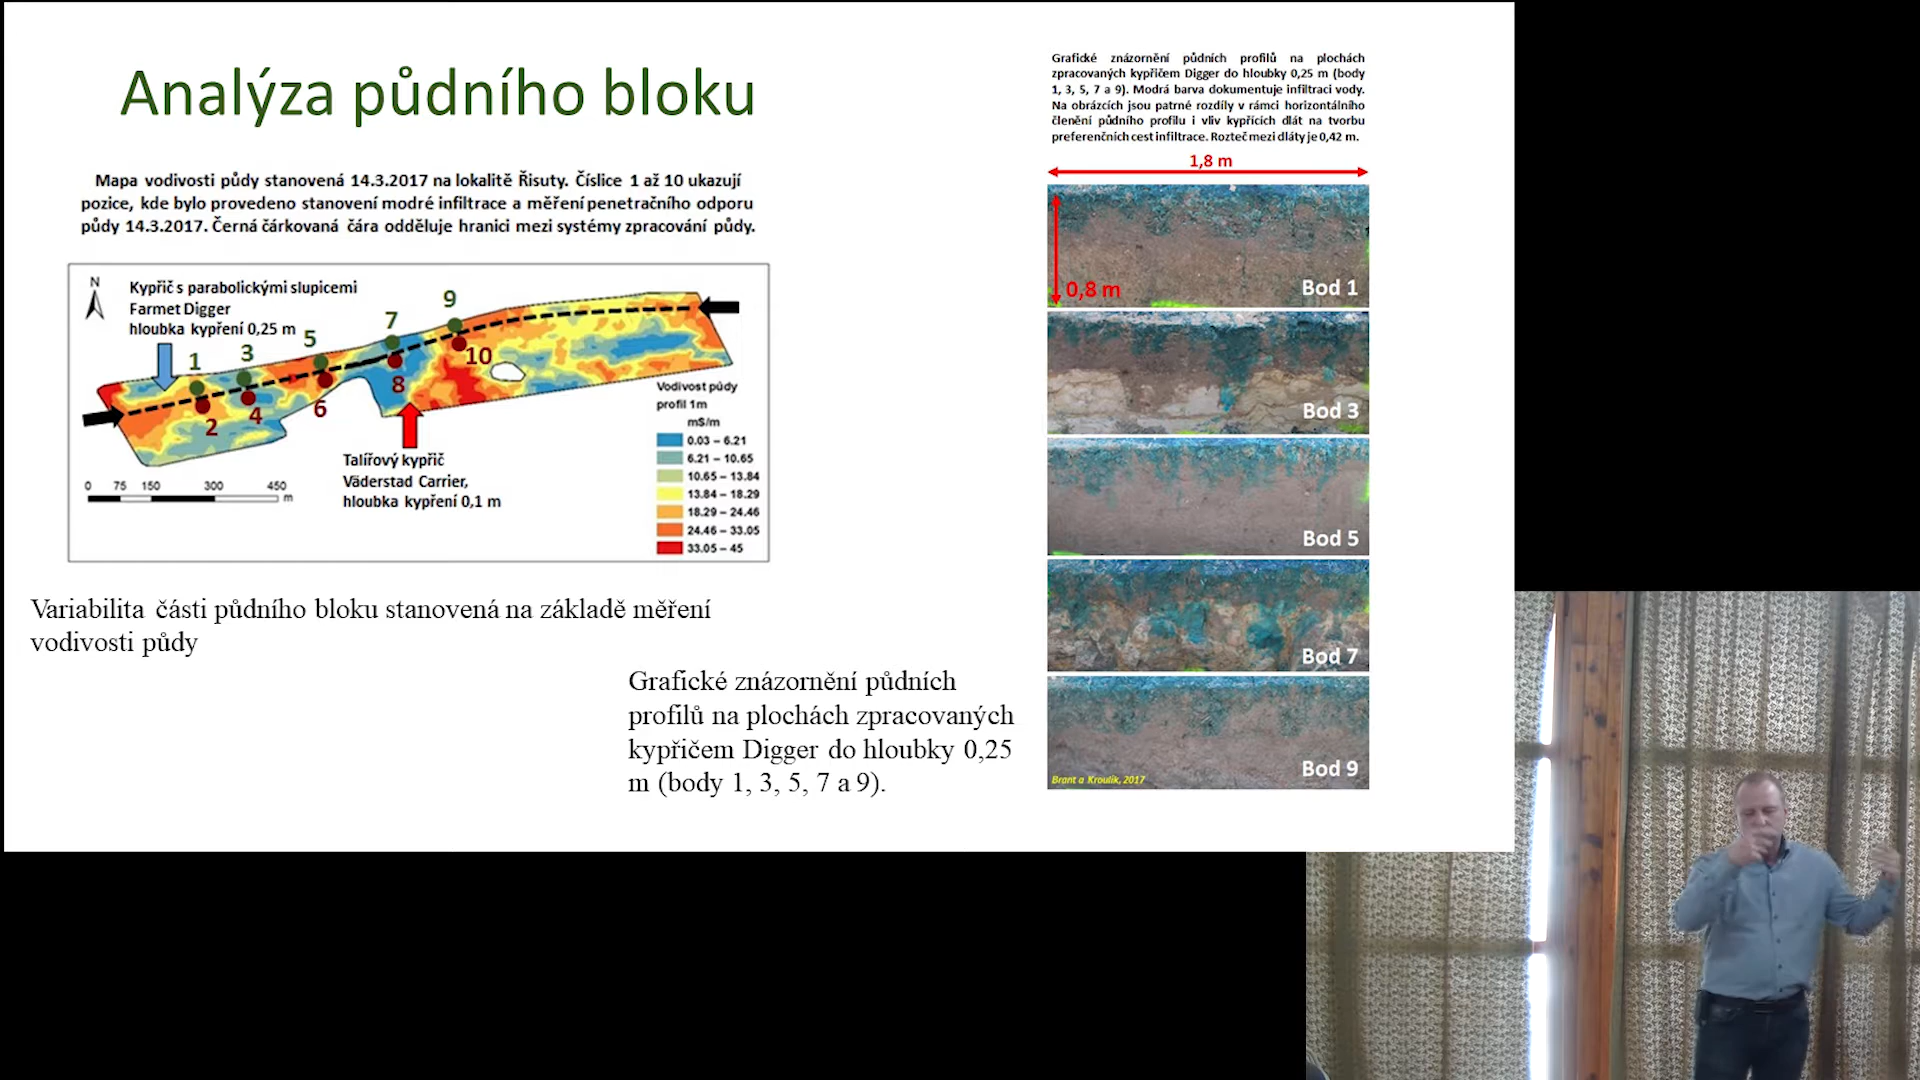 Analýza půdního bloku
Mapa vodivosti půdy stanovená 14.3.2017 na lokalitě Řisuty. Číslice 1 až 10 ukazují
pozice, kde bylo provedeno stanovení modré infiltrace a měření penetračního odporu
půdy 14.3.2017. Černá čárkovaná čára odděluje hranici mezi systémy zpracování půdy.
N
Kypřič s parabolickými slupicemi
Farmet Digger
hloubka kypření 0,25 m
1
3
5
7
9
2
4
6
8
10
Talířový kypřič
Väderstad Carrier,
hloubka kypření 0,1 m
0 75 150 300 450
m
Vodivost půdy
profil 1m
mS/m
0.03 – 6.21
6.21 – 10.65
10.65 – 13.84
13.84 – 18.29
18.29 – 24.46
24.46 – 33.05
33.05 – 45
Variabilita části půdního bloku stanovená na základě měření
vodivosti půdy
Grafické znázornění půdních
profilů na plochách zpracovaných
kypřičem Digger do hloubky 0,25
m (body 1, 3, 5, 7 a 9).
Grafické znázornění půdních profilů na plochách
zpracovaných kypřičem Digger do hloubky 0,25 m (body
1, 3, 5, 7 a 9). Modrá barva dokumentuje infiltraci vody.
Na obrázcích jsou patrné rozdíly v rámci horizontálního
členění půdního profilu i vliv kypřících dlát na tvorbu
preferenčních cest infiltrace. Rozteč mezi dláty je 0,42 m.
1,8 m
0,8 m
Bod 1
Bod 3
Bod 5
Bod 7
Bod 9
Brant a Kroulík, 2017